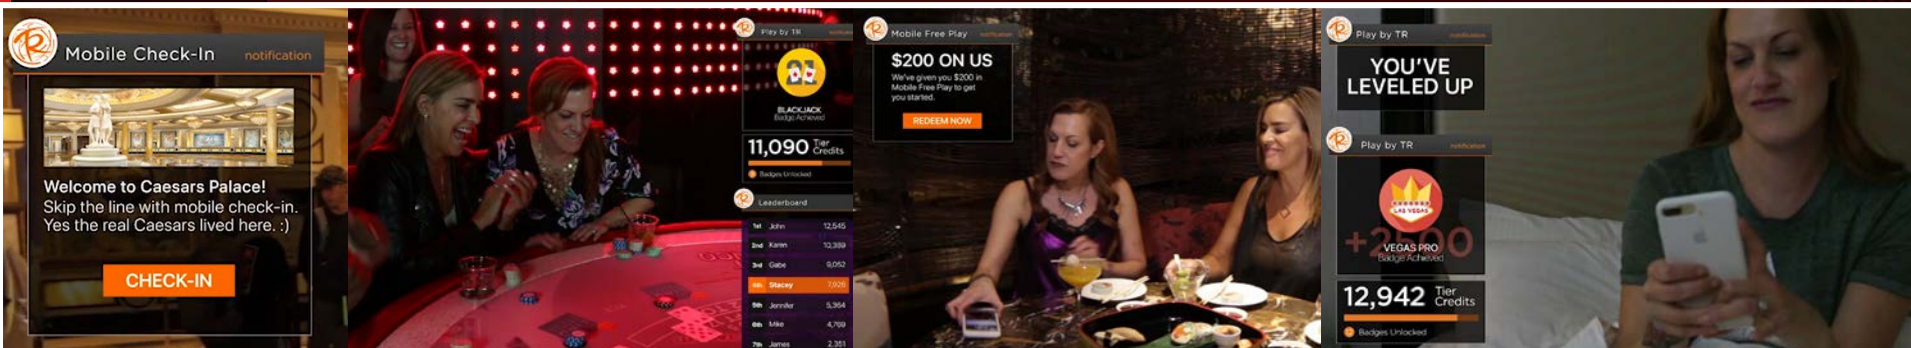 Mobile Check-In notification
Welcome to Caesars Palace!
Skip the line with mobile check-in.
Yes the real Caesars lived here. :)
CHECK-IN
Play by TR
21
BLACKJACK
Badge Achieved
11,090 Tier Credits
Badges Unlocked
Leaderboard
1st John 12,545
2nd Karen 10,389
3rd Gabe 9,052
4th Stacey 7,926
5th Jennifer 5,364
6th Mike 4,769
7th James 2,351
Mobile Free Play notification
$200 ON US
We've given you $200 in
Mobile Free Play to get
you started.
REDEEM NOW
Play by TR notification
YOU'VE
LEVELED UP
Play by TR notification
LAS VEGAS
+2500
VEGAS PRO
Badge Achieved
12,942 Tier Credits
Badges Unlocked